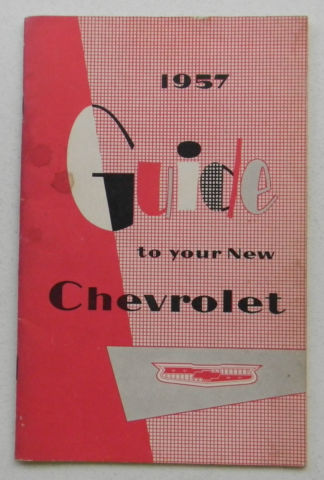 1957
Guide
to your New
Chevrolet